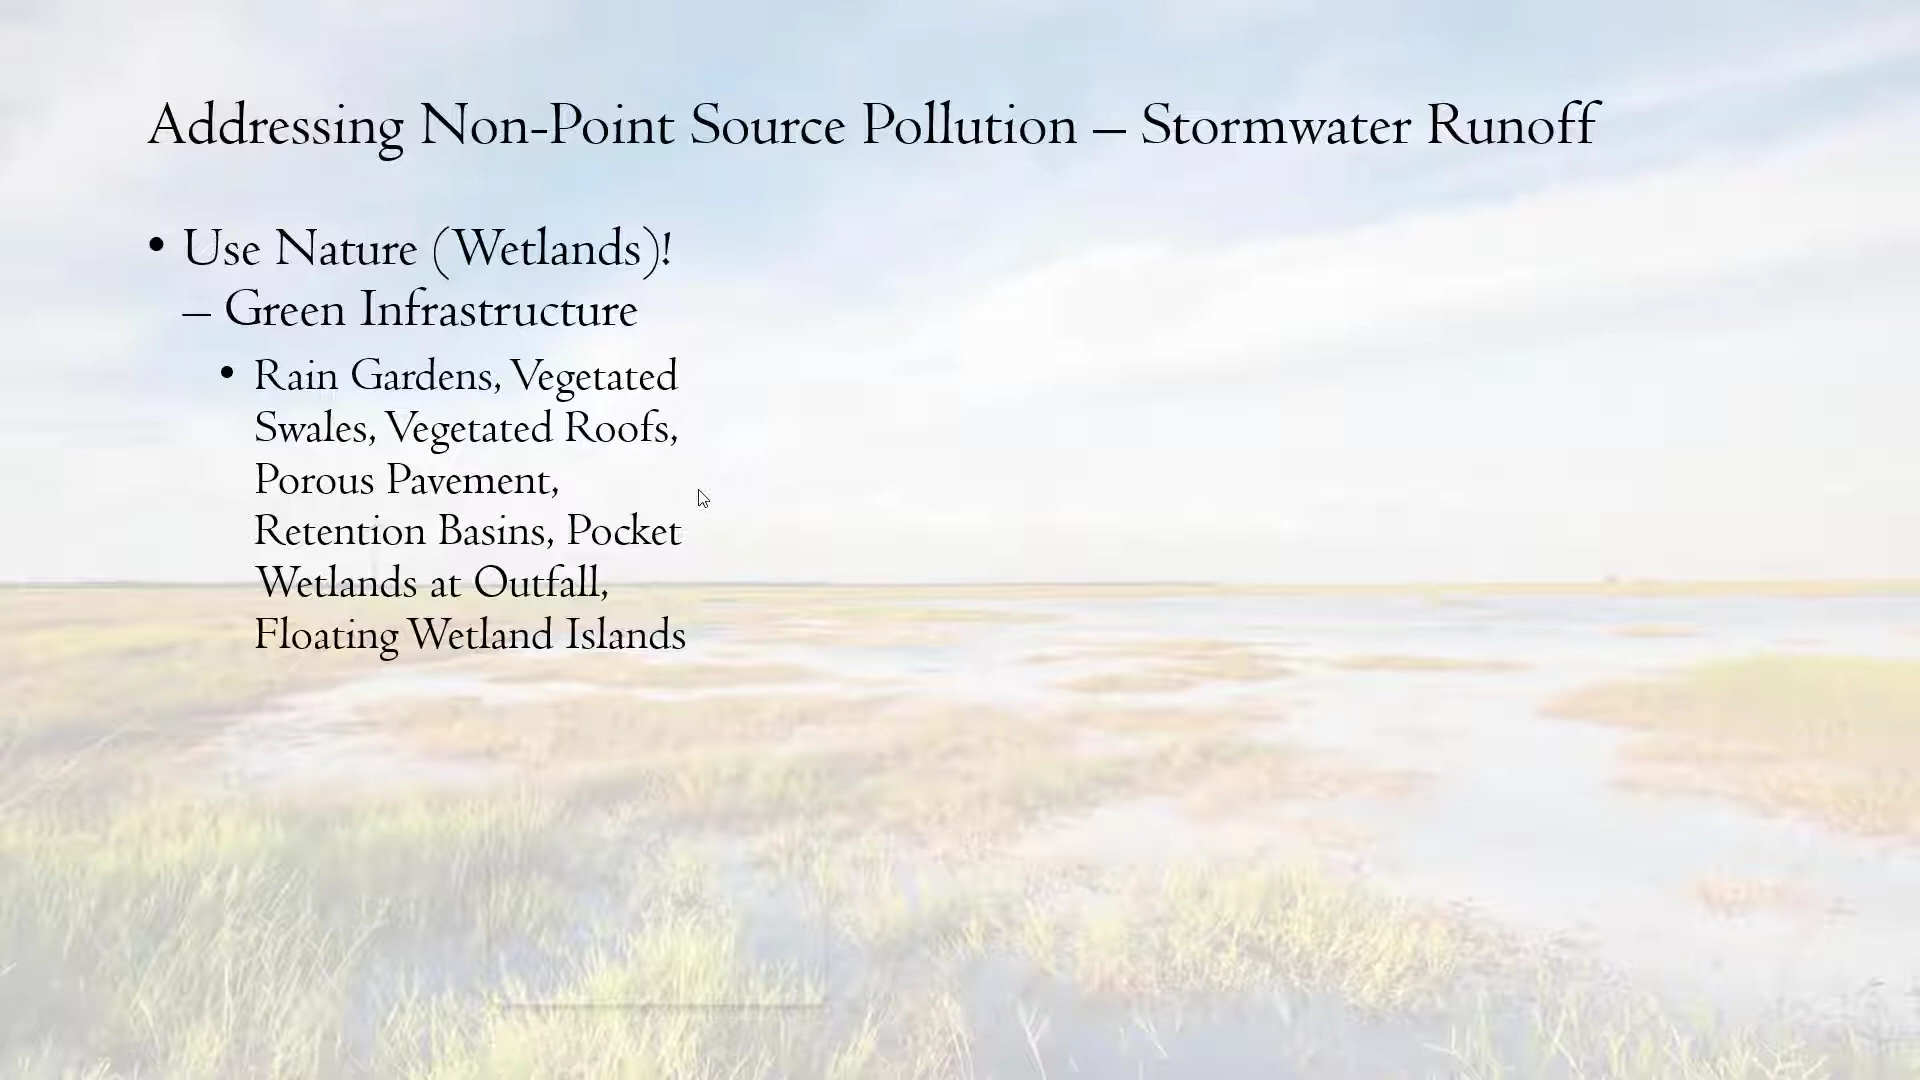 Addressing Non-Point Source Pollution – Stormwater Runoff
• Use Nature (Wetlands)!
– Green Infrastructure
• Rain Gardens, Vegetated
Swales, Vegetated Roofs,
Porous Pavement,
Retention Basins, Pocket
Wetlands at Outfall,
Floating Wetland Islands